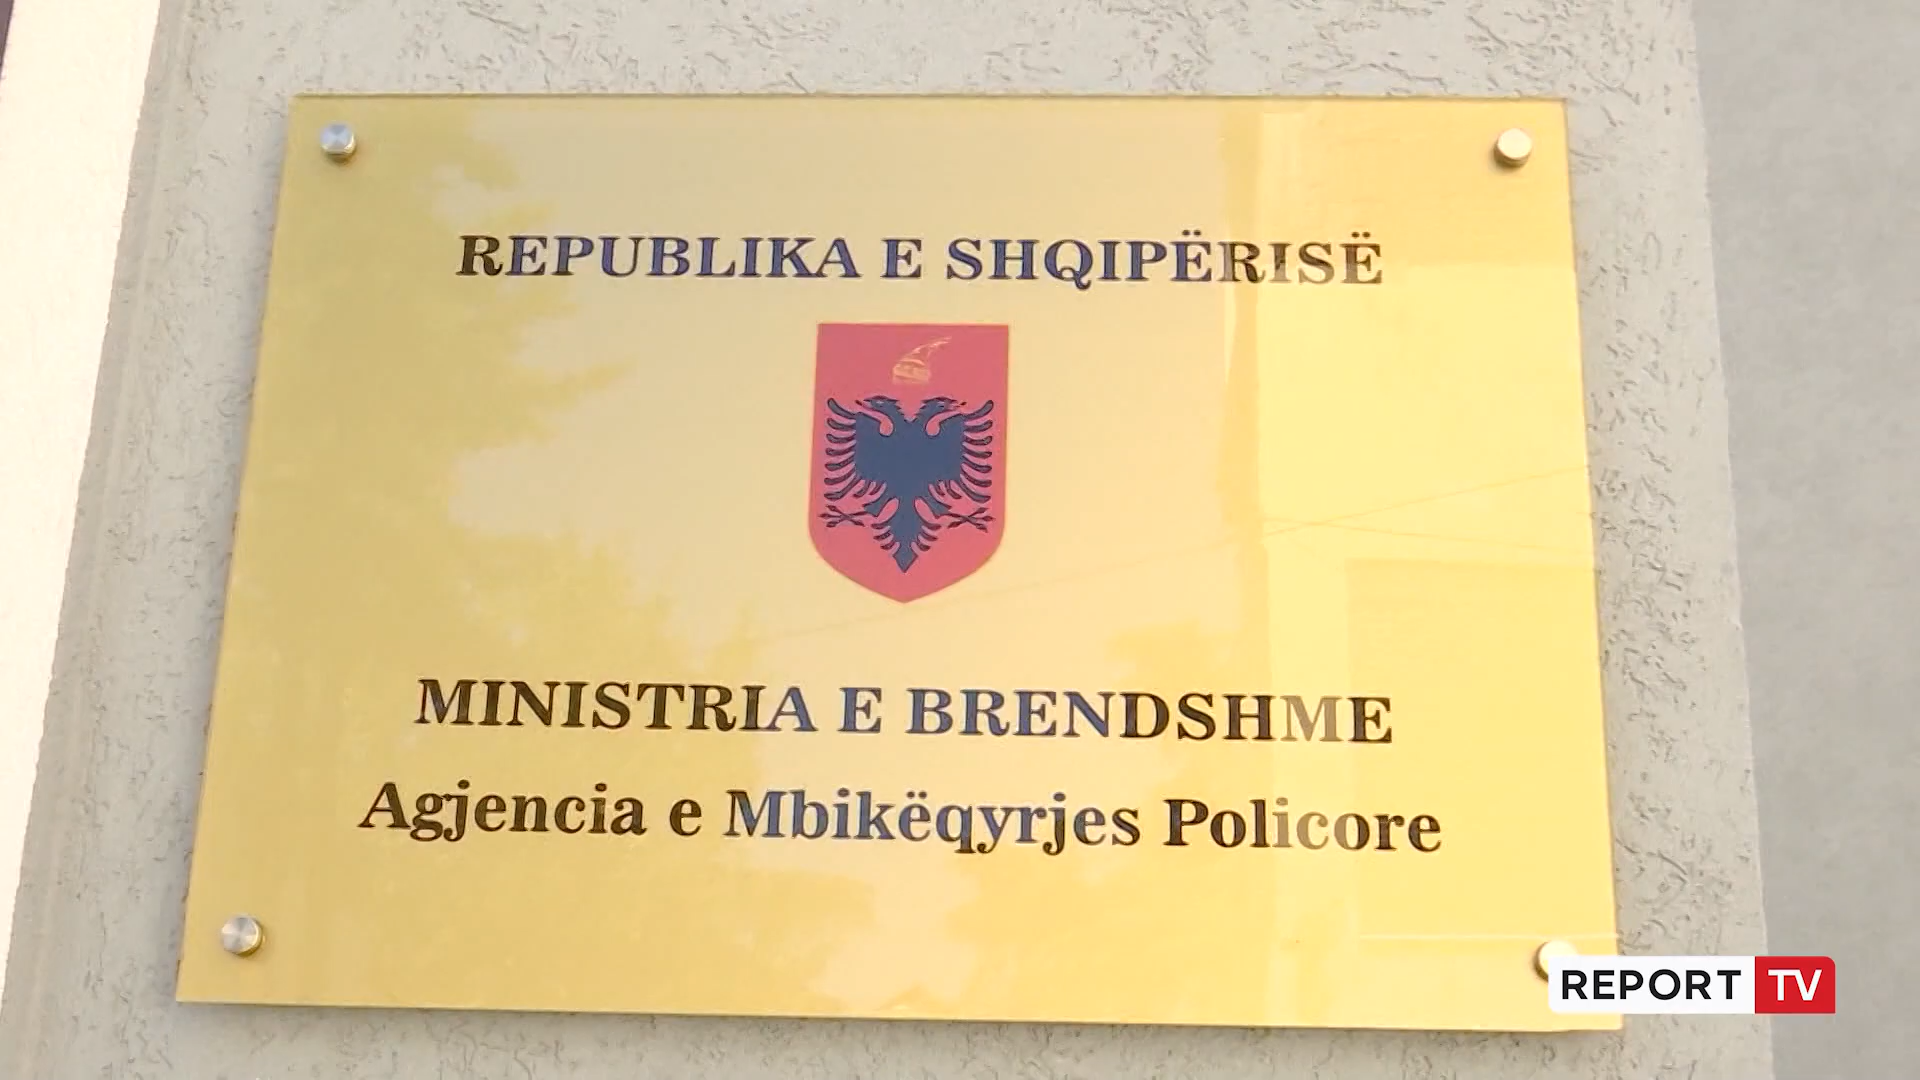 REPUBLIKA E SHQIPËRISË
MINISTRIA E BRENDSHME
Agjencia e Mbikëqyrjes Policore
REPORT TV